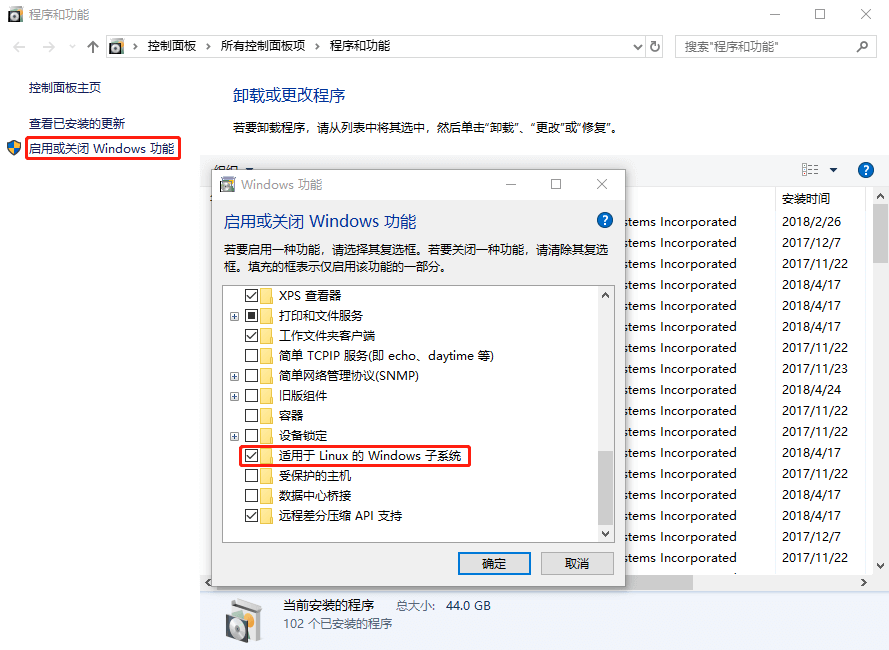 程序和功能
控制面板 所有控制面板项 程序和功能
搜索"程序和功能"
控制面板主页
查看已安装的更新
启用或关闭 Windows 功能
卸载或更改程序
若要卸载程序，请从列表中将其选中，然后单击“卸载”、“更改”或“修复”。
Windows 功能
启用或关闭 Windows 功能
若要启用一种功能，请选择其复选框。若要关闭一种功能，请清除其复选
框。填充的框表示仅启用该功能的一部分。
XPS 查看器
打印和文件服务
工作文件夹客户端
简单 TCPIP 服务(即 echo、daytime 等)
简单网络管理协议(SNMP)
旧版组件
容器
设备锁定
适用于 Linux 的 Windows 子系统
受保护的主机
数据中心桥接
远程差分压缩 API 支持
确定
取消
安装时间
stems Incorporated 2018/2/26
stems Incorporated 2017/12/7
stems Incorporated 2017/11/22
stems Incorporated 2018/4/17
stems Incorporated 2018/4/17
stems Incorporated 2018/4/17
stems Incorporated 2017/11/22
stems Incorporated 2017/11/23
stems Incorporated 2018/4/24
stems Incorporated 2017/11/22
stems Incorporated 2017/11/22
stems Incorporated 2018/4/17
stems Incorporated 2017/11/22
stems Incorporated 2018/4/17
stems Incorporated 2018/4/17
stems Incorporated 2017/12/7
stems Incorporated 2017/11/22
当前安装的程序 总大小: 44.0 GB
102 个已安装的程序